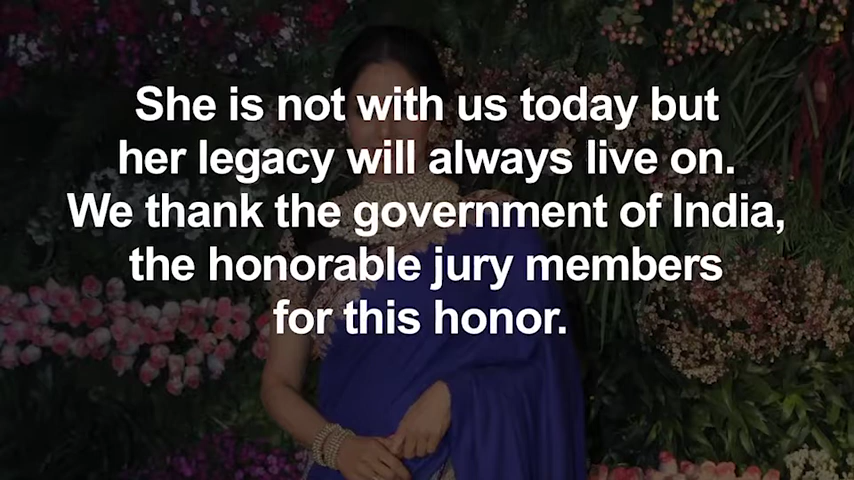 She is not with us today but
her legacy will always live on.
We thank the government of India,
the honorable jury members
for this honor.